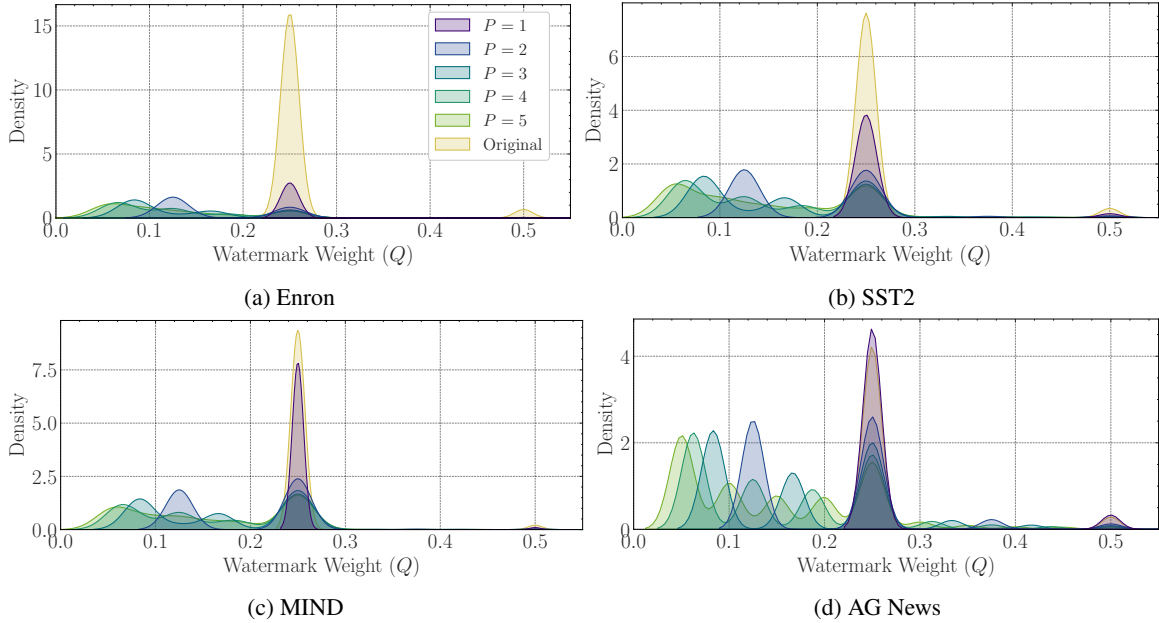 15
10
5
0
Density
0.0 0.1 0.2 0.3 0.4 0.5
Watermark Weight (Q)
P = 1
P = 2
P = 3
P = 4
P = 5
Original
(a) Enron
6
4
2
0
Density
0.0 0.1 0.2 0.3 0.4 0.5
Watermark Weight (Q)
(b) SST2
7.5
5.0
2.5
0.0
Density
0.0 0.1 0.2 0.3 0.4 0.5
Watermark Weight (Q)
(c) MIND
4
2
0
Density
0.0 0.1 0.2 0.3 0.4 0.5
Watermark Weight (Q)
(d) AG News